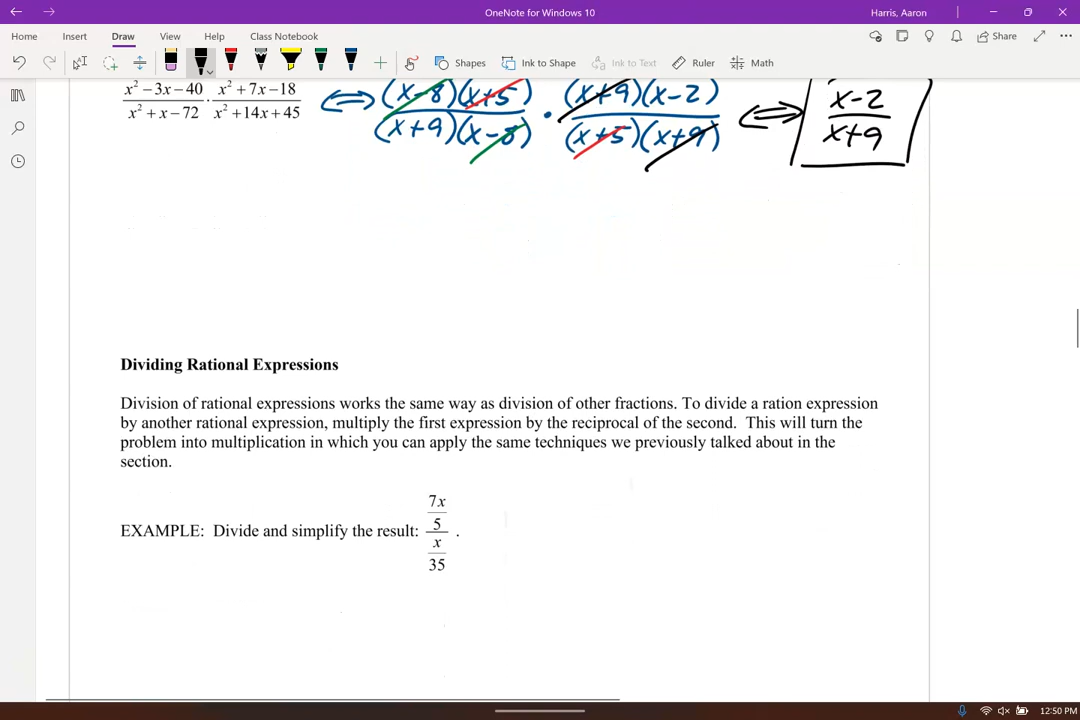 OneNote for Windows 10
Harris, Aaron
Home Insert Draw View Help Class Notebook
Share
Shapes Ink to Shape Ink to Text Ruler Math
x² − 3x − 40 / x² + x − 72 · x² + 7x − 18 / x² + 14x + 45 ⇔ (x−8)(x+5) / (x+9)(x−8) • (x+9)(x−2) / (x+5)(x+9) ⇔ x−2 / x+9
Dividing Rational Expressions
Division of rational expressions works the same way as division of other fractions. To divide a ration expression
by another rational expression, multiply the first expression by the reciprocal of the second. This will turn the
problem into multiplication in which you can apply the same techniques we previously talked about in the
section.
7x
5
EXAMPLE: Divide and simplify the result: .
x
35
12:50 PM